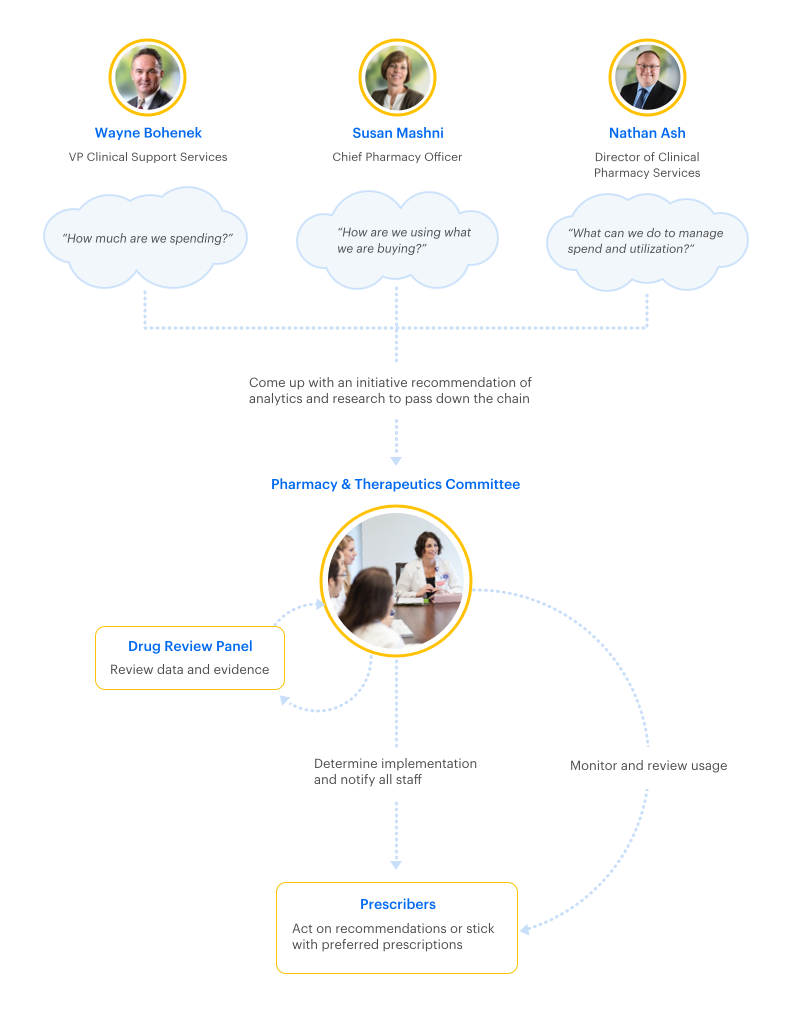 Wayne Bohenek
VP Clinical Support Services
“How much are we spending?”
Susan Mashni
Chief Pharmacy Officer
“How are we using what
we are buying?”
Nathan Ash
Director of Clinical
Pharmacy Services
“What can we do to manage
spend and utilization?”
Come up with an initiative recommendation of
analytics and research to pass down the chain
Pharmacy & Therapeutics Committee
Drug Review Panel
Review data and evidence
Determine implementation
and notify all staff
Monitor and review usage
Prescribers
Act on recommendations or stick
with preferred prescriptions